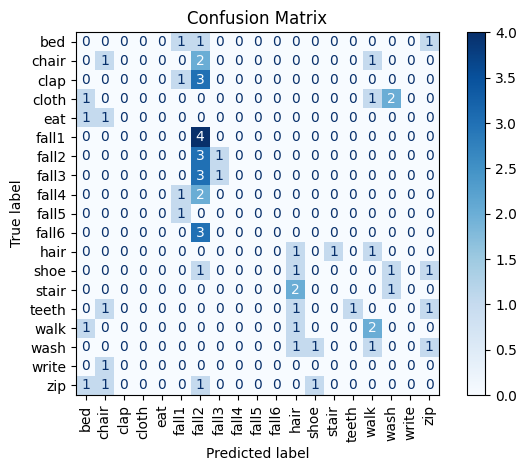 Confusion Matrix
bed 0 0 0 0 0 1 1 0 0 0 0 0 0 0 0 0 0 0 1
chair 0 1 0 0 0 0 2 0 0 0 0 0 0 0 0 1 0 0 0
clap 0 0 0 0 0 1 3 0 0 0 0 0 0 0 0 0 0 0 0
cloth 1 0 0 0 0 0 0 0 0 0 0 0 0 0 0 1 2 0 0
eat 1 1 0 0 0 0 0 0 0 0 0 0 0 0 0 0 0 0 0
fall1 0 0 0 0 0 0 4 0 0 0 0 0 0 0 0 0 0 0 0
fall2 0 0 0 0 0 0 3 1 0 0 0 0 0 0 0 0 0 0 0
fall3 0 0 0 0 0 0 3 1 0 0 0 0 0 0 0 0 0 0 0
fall4 0 0 0 0 0 1 2 0 0 0 0 0 0 0 0 0 0 0 0
fall5 0 0 0 0 0 1 0 0 0 0 0 0 0 0 0 0 0 0 0
fall6 0 0 0 0 0 0 3 0 0 0 0 0 0 0 0 0 0 0 0
hair 0 0 0 0 0 0 0 0 0 0 0 1 0 1 0 1 0 0 0
shoe 0 0 0 0 0 0 1 0 0 0 0 1 0 0 0 0 1 0 1
stair 0 0 0 0 0 0 0 0 0 0 0 2 0 0 0 0 1 0 0
teeth 0 1 0 0 0 0 0 0 0 0 0 1 0 0 1 0 0 0 1
walk 1 0 0 0 0 0 0 0 0 0 0 1 0 0 0 2 0 0 0
wash 0 0 0 0 0 0 0 0 0 0 0 1 1 0 0 1 0 0 1
write 0 1 0 0 0 0 0 0 0 0 0 0 0 0 0 0 0 0 0
zip 1 1 0 0 0 0 1 0 0 0 0 0 1 0 0 0 0 0 0
bed chair clap cloth eat fall1 fall2 fall3 fall4 fall5 fall6 hair shoe stair teeth walk wash write zip
Predicted label
True label
4.0
3.5
3.0
2.5
2.0
1.5
1.0
0.5
0.0